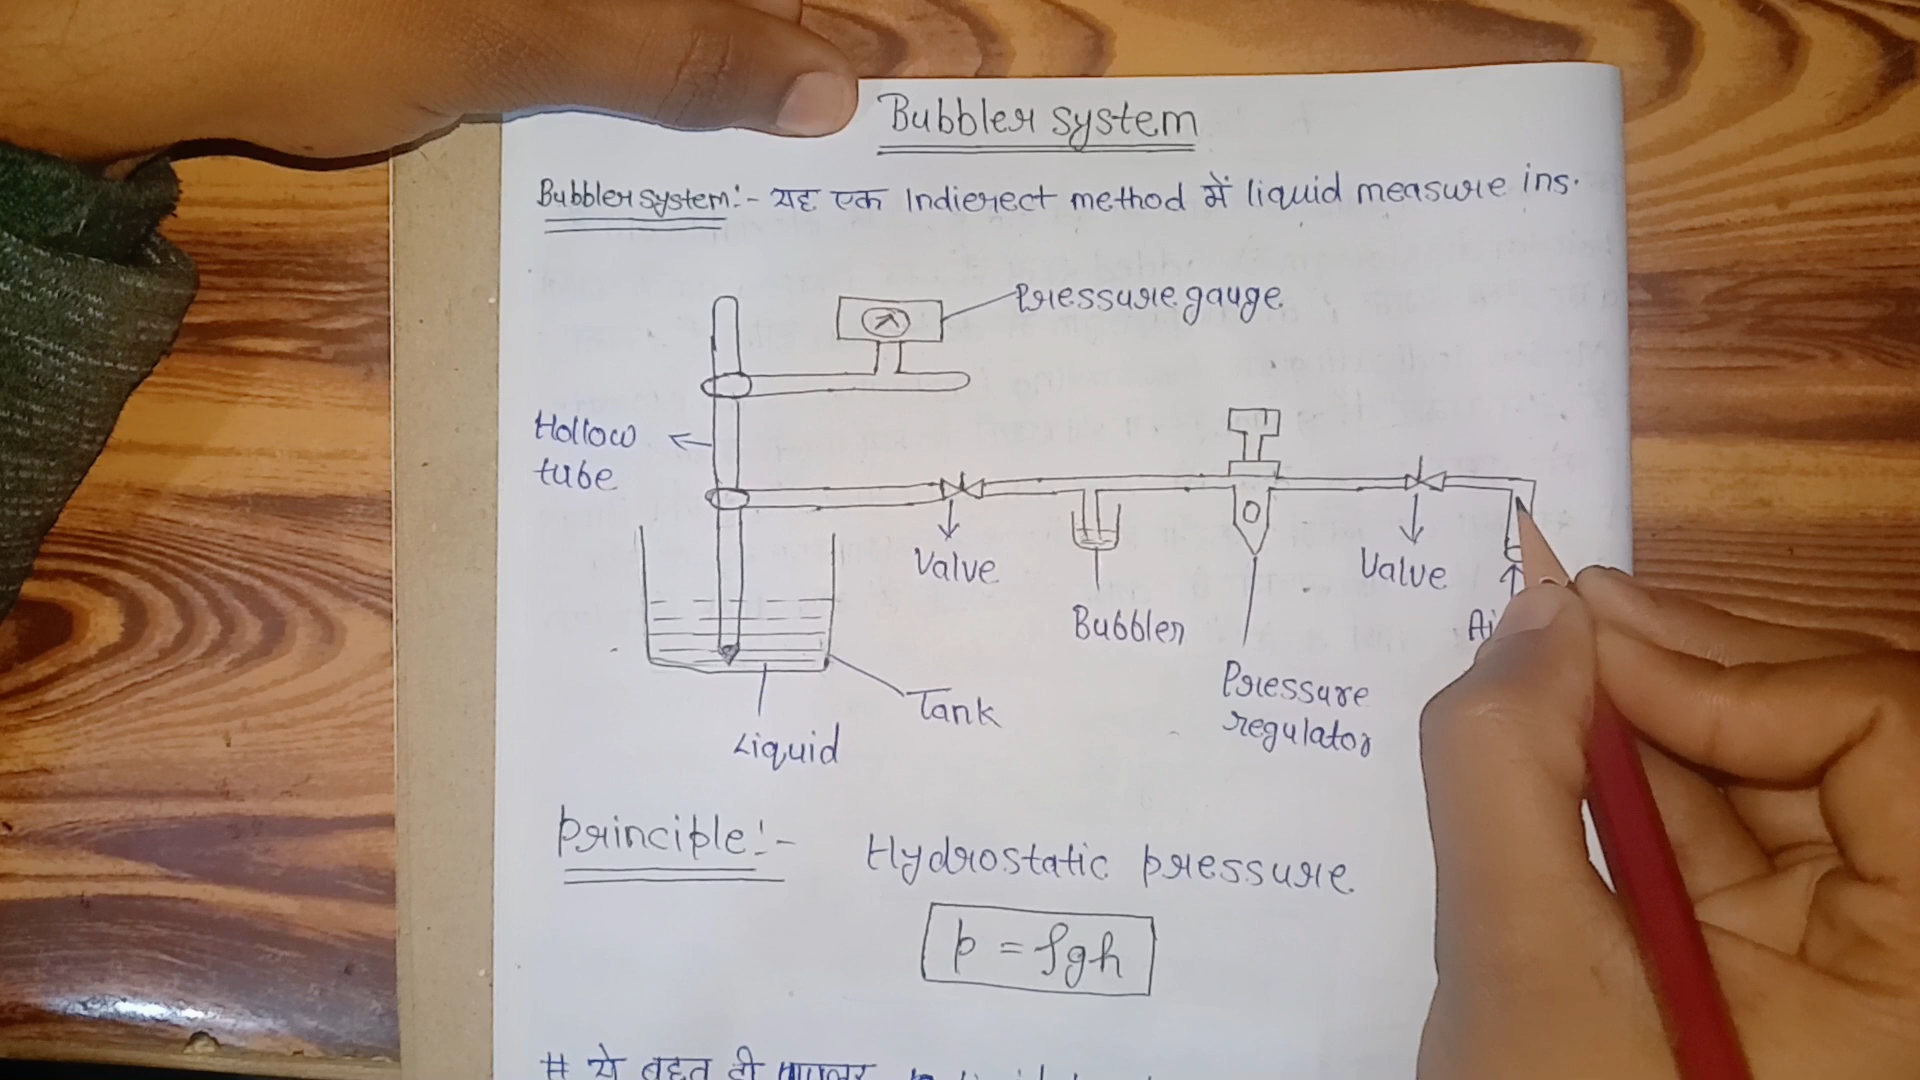 Bubbler system
Bubbler system:- यह एक Indierect method में liquid measure ins.
Pressure gauge
Hollow
tube
Valve
Valve
Bubbler
Pressure
regulator
Tank
Liquid
principle:-
Hydrostatic pressure
p = ρgh
# ये बहुत ही